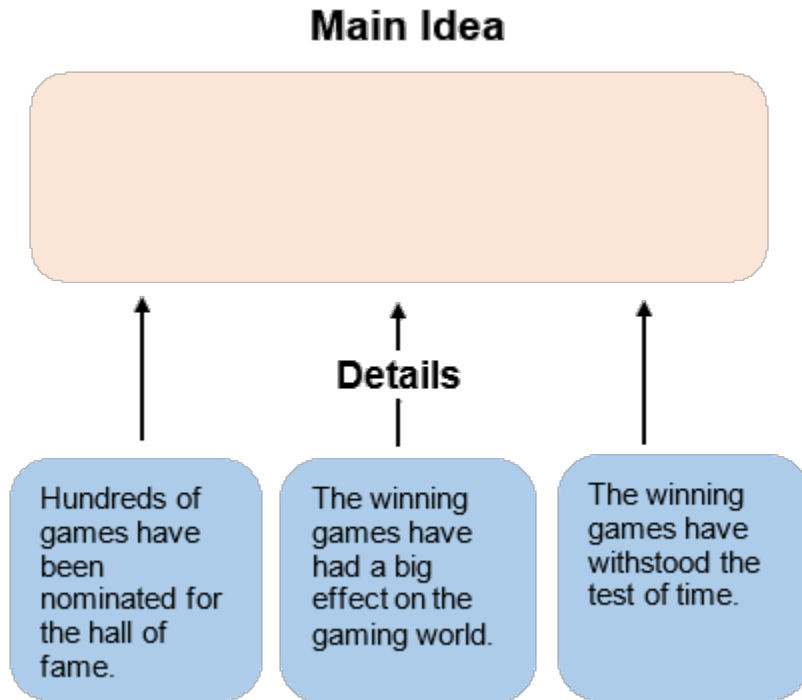 Main Idea
Details
Hundreds of
games have
been
nominated for
the hall of
fame.
The winning
games have
had a big
effect on the
gaming world.
The winning
games have
withstood the
test of time.